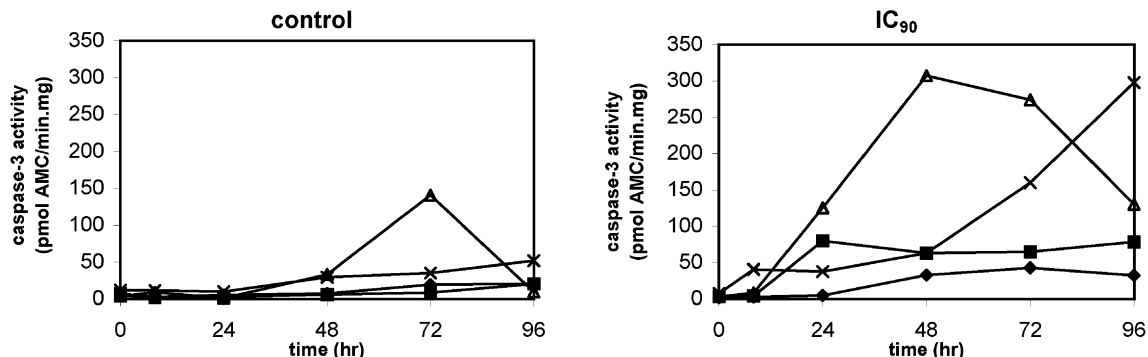 control
350
300
250
200
150
100
50
0
caspase-3 activity
(pmol AMC/min.mg)
0 24 48 72 96
time (hr)
IC90
350
300
250
200
150
100
50
0
caspase-3 activity
(pmol AMC/min.mg)
0 24 48 72 96
time (hr)